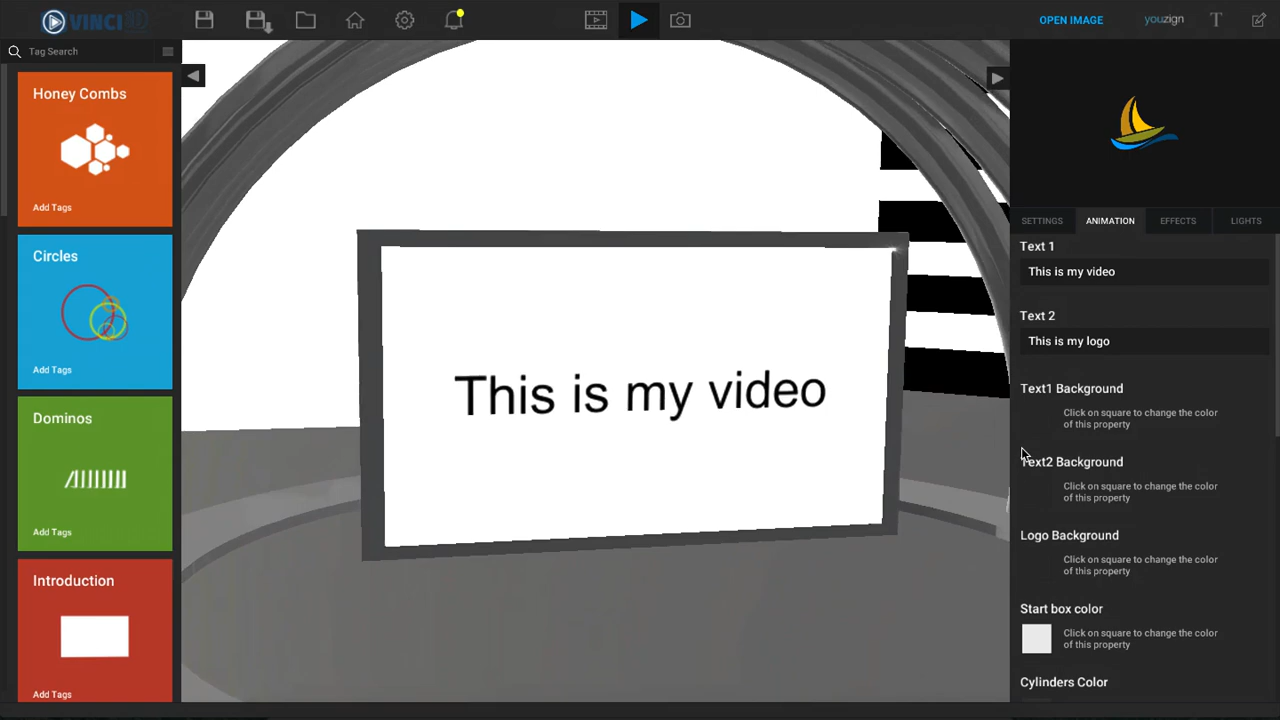 VINCI3D
OPEN IMAGE
youzign
T
Tag Search
Honey Combs
Add Tags
Circles
Add Tags
Dominos
Add Tags
Introduction
Add Tags
This is my video
SETTINGS
ANIMATION
EFFECTS
LIGHTS
Text 1
This is my video
Text 2
This is my logo
Text1 Background
Click on square to change the color
of this property
Text2 Background
Click on square to change the color
of this property
Logo Background
Click on square to change the color
of this property
Start box color
Click on square to change the color
of this property
Cylinders Color